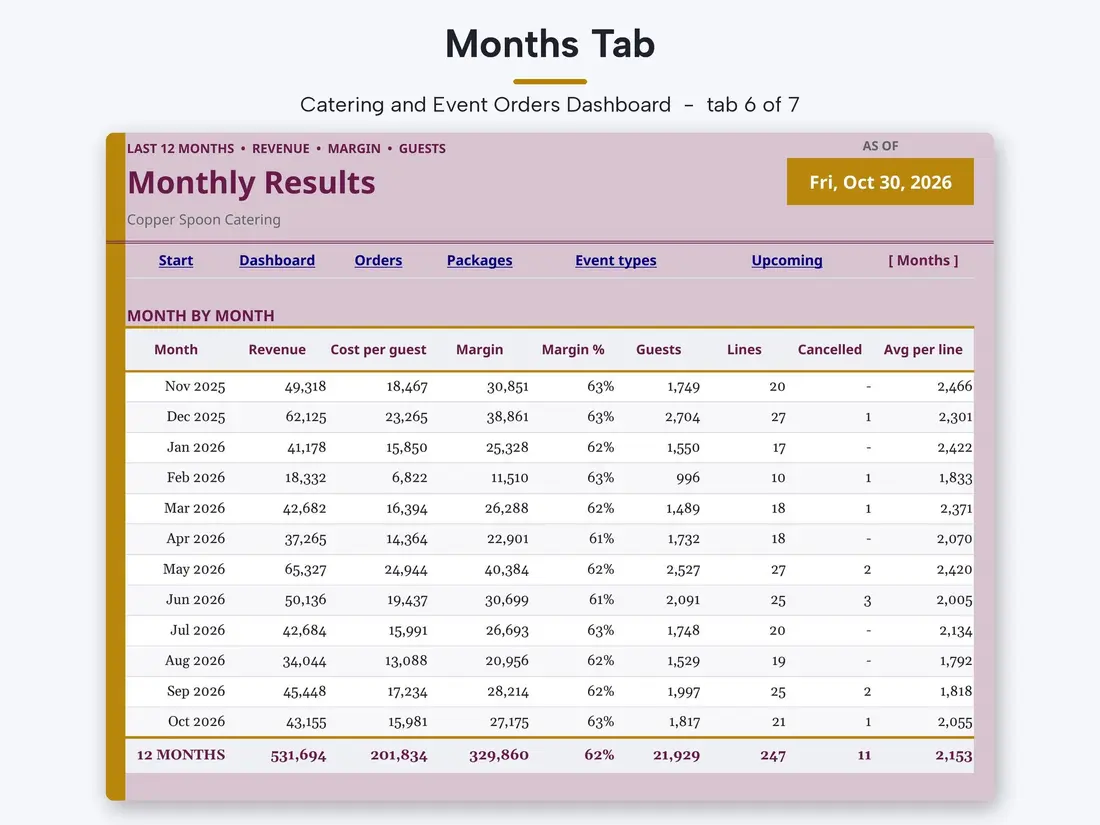 Months Tab
Catering and Event Orders Dashboard - tab 6 of 7
LAST 12 MONTHS • REVENUE • MARGIN • GUESTS
AS OF
Monthly Results
Fri, Oct 30, 2026
Copper Spoon Catering
Start Dashboard Orders Packages Event types Upcoming [ Months ]
MONTH BY MONTH
Month Revenue Cost per guest Margin Margin % Guests Lines Cancelled Avg per line
Nov 2025 49,318 18,467 30,851 63% 1,749 20 - 2,466
Dec 2025 62,125 23,265 38,861 63% 2,704 27 1 2,301
Jan 2026 41,178 15,850 25,328 62% 1,550 17 - 2,422
Feb 2026 18,332 6,822 11,510 63% 996 10 1 1,833
Mar 2026 42,682 16,394 26,288 62% 1,489 18 1 2,371
Apr 2026 37,265 14,364 22,901 61% 1,732 18 - 2,070
May 2026 65,327 24,944 40,384 62% 2,527 27 2 2,420
Jun 2026 50,136 19,437 30,699 61% 2,091 25 3 2,005
Jul 2026 42,684 15,991 26,693 63% 1,748 20 - 2,134
Aug 2026 34,044 13,088 20,956 62% 1,529 19 - 1,792
Sep 2026 45,448 17,234 28,214 62% 1,997 25 2 1,818
Oct 2026 43,155 15,981 27,175 63% 1,817 21 1 2,055
12 MONTHS 531,694 201,834 329,860 62% 21,929 247 11 2,153